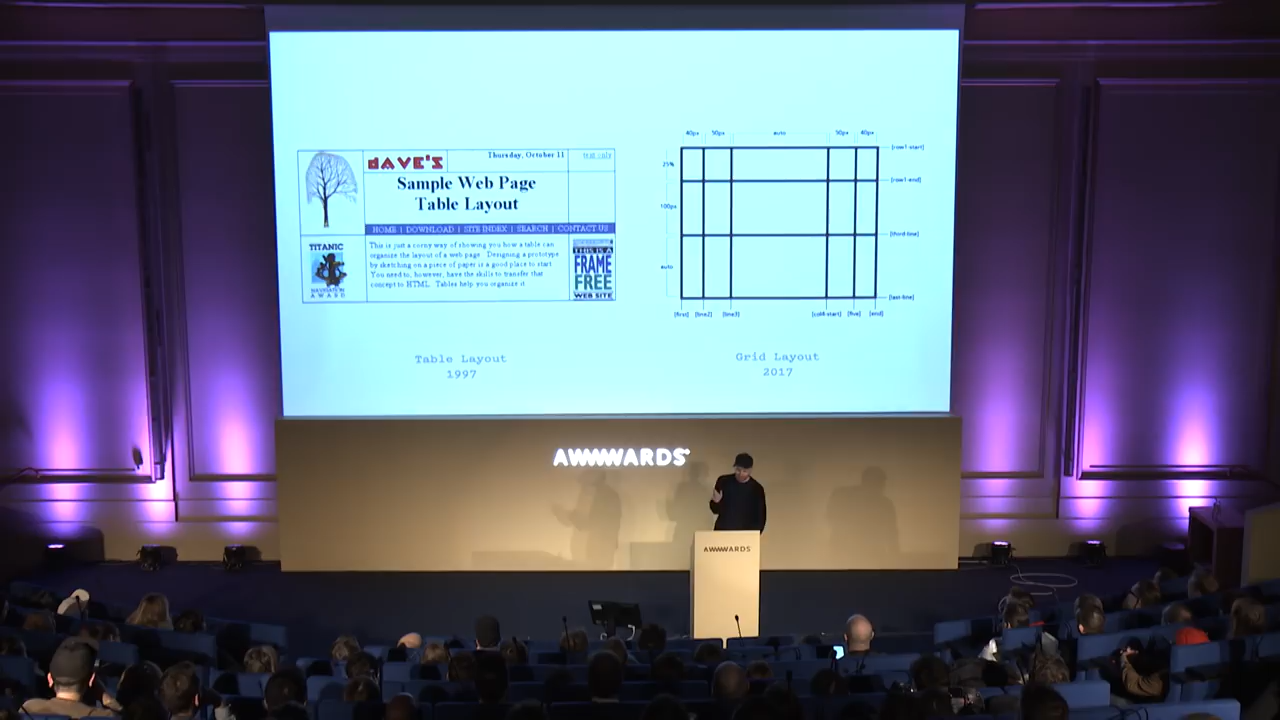 dAVE'S
Thursday, October 11
text only
Sample Web Page
Table Layout
HOME | DOWNLOAD | SITE INDEX | SEARCH | CONTACT US
TITANIC
AWARD
This is just a corny way of showing you how a table can
organize the layout of a web page. Designing a prototype
by sketching on a piece of paper is a good place to start.
You need to, however, have the skills to transfer that
concept to HTML. Tables help you organize it.
THIS IS A
FRAME
FREE
WEB SITE
Table Layout
1997
40px 50px auto 50px 40px
25%
100px
auto
[row1-start]
[row1-end]
[third-line]
[last-line]
[first] [line2] [line3] [col4-start] [five] [end]
Grid Layout
2017
AWWWARDS
AWWWARDS